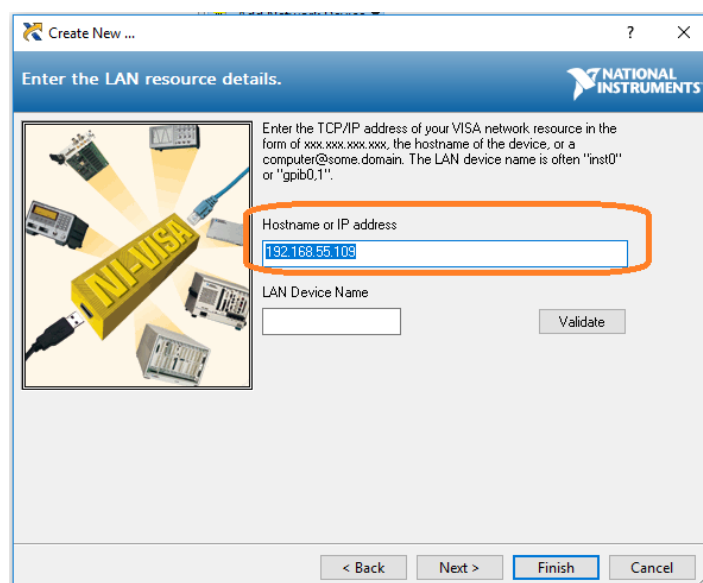 Create New ...
Enter the LAN resource details.
NATIONAL
INSTRUMENTS
Enter the TCP/IP address of your VISA network resource in the
form of xxx.xxx.xxx.xxx, the hostname of the device, or a
computer@some.domain. The LAN device name is often "inst0"
or "gpib0,1".
NI-VISA
Hostname or IP address
192.168.55.109
LAN Device Name
Validate
< Back Next > Finish Cancel